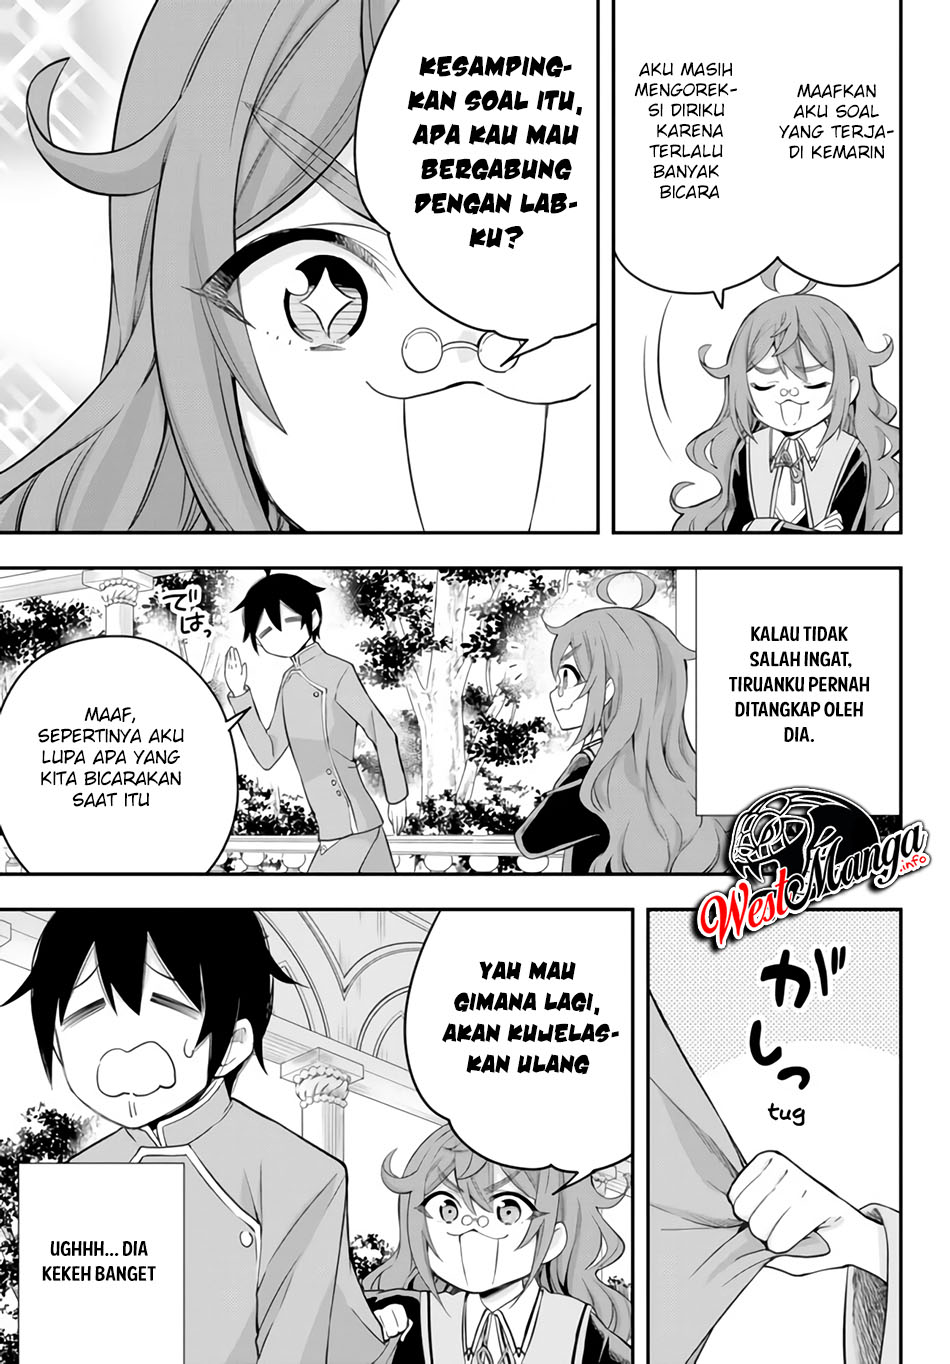 MAAFKAN
AKU SOAL
YANG TERJA-
DI KEMARIN
AKU MASIH
MENGOREK-
SI DIRIKU
KARENA
TERLALU
BANYAK
BICARA
KESAMPING-
KAN SOAL ITU,
APA KAU MAU
BERGABUNG
DENGAN LAB-
KU?
KALAU TIDAK
SALAH INGAT,
TIRUANKU PERNAH
DITANGKAP OLEH
DIA.
では
っ
MAAF,
SEPERTINYA AKU
LUPA APA YANG
KITA BICARAKAN
SAAT ITU
WestManga
.info
がしっ
tug
YAH MAU
GIMANA LAGI,
AKAN KUJELAS-
KAN ULANG
UGHHH... DIA
KEKEH BANGET